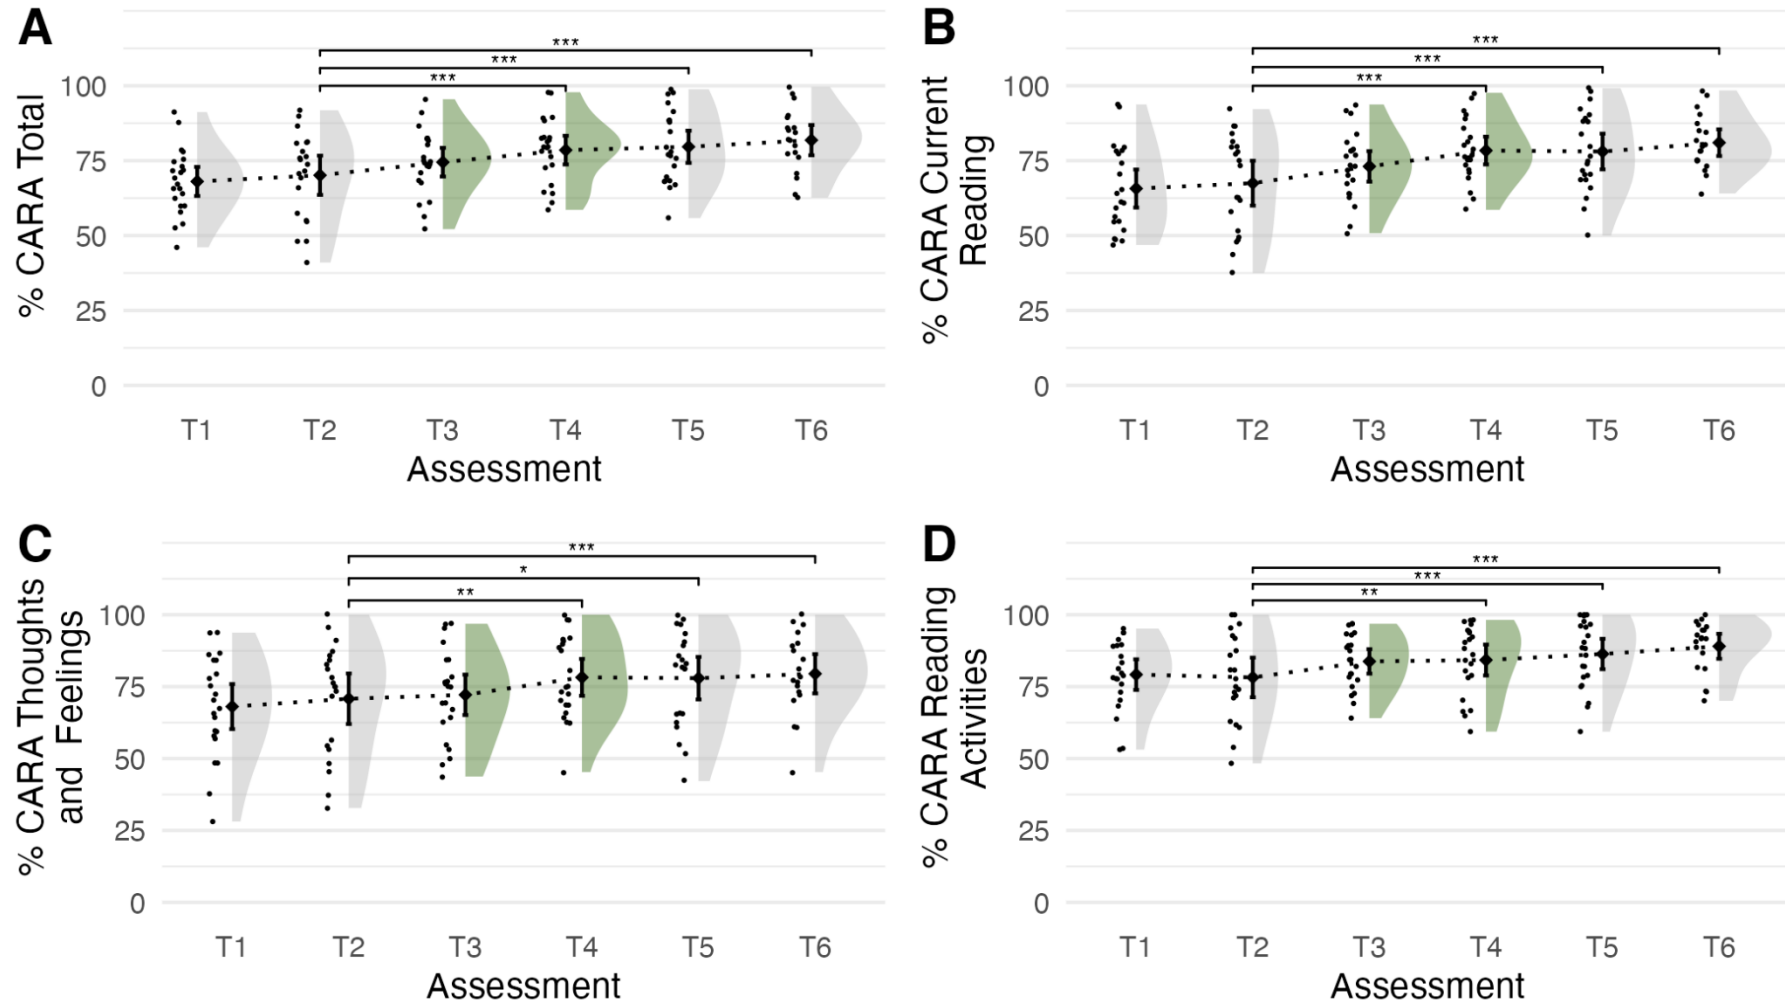 A
B
% CARA Total
100
75
50
25
0
***
***
***
T1 T2 T3 T4 T5 T6
Assessment
% CARA Current
Reading
100
75
50
25
0
***
***
***
T1 T2 T3 T4 T5 T6
Assessment
C
D
% CARA Thoughts
and Feelings
100
75
50
25
0
***
*
**
T1 T2 T3 T4 T5 T6
Assessment
% CARA Reading
Activities
100
75
50
25
0
***
***
**
T1 T2 T3 T4 T5 T6
Assessment